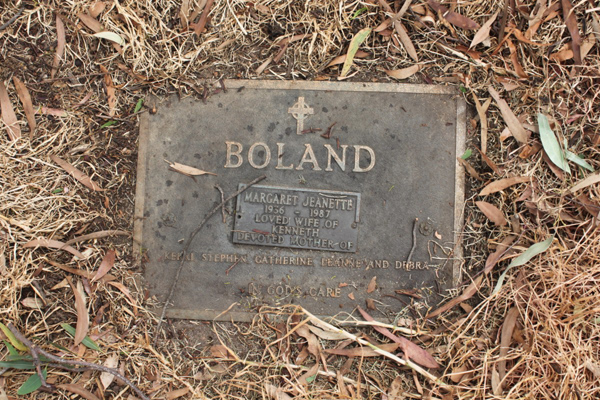 BOLAND
MARGARET JEANETTE
1936 - 1987
LOVED WIFE OF
KENNETH
DEVOTED MOTHER OF
STEPHEN CATHERINE LEANNE AND DEBRA
IN GOD'S CARE